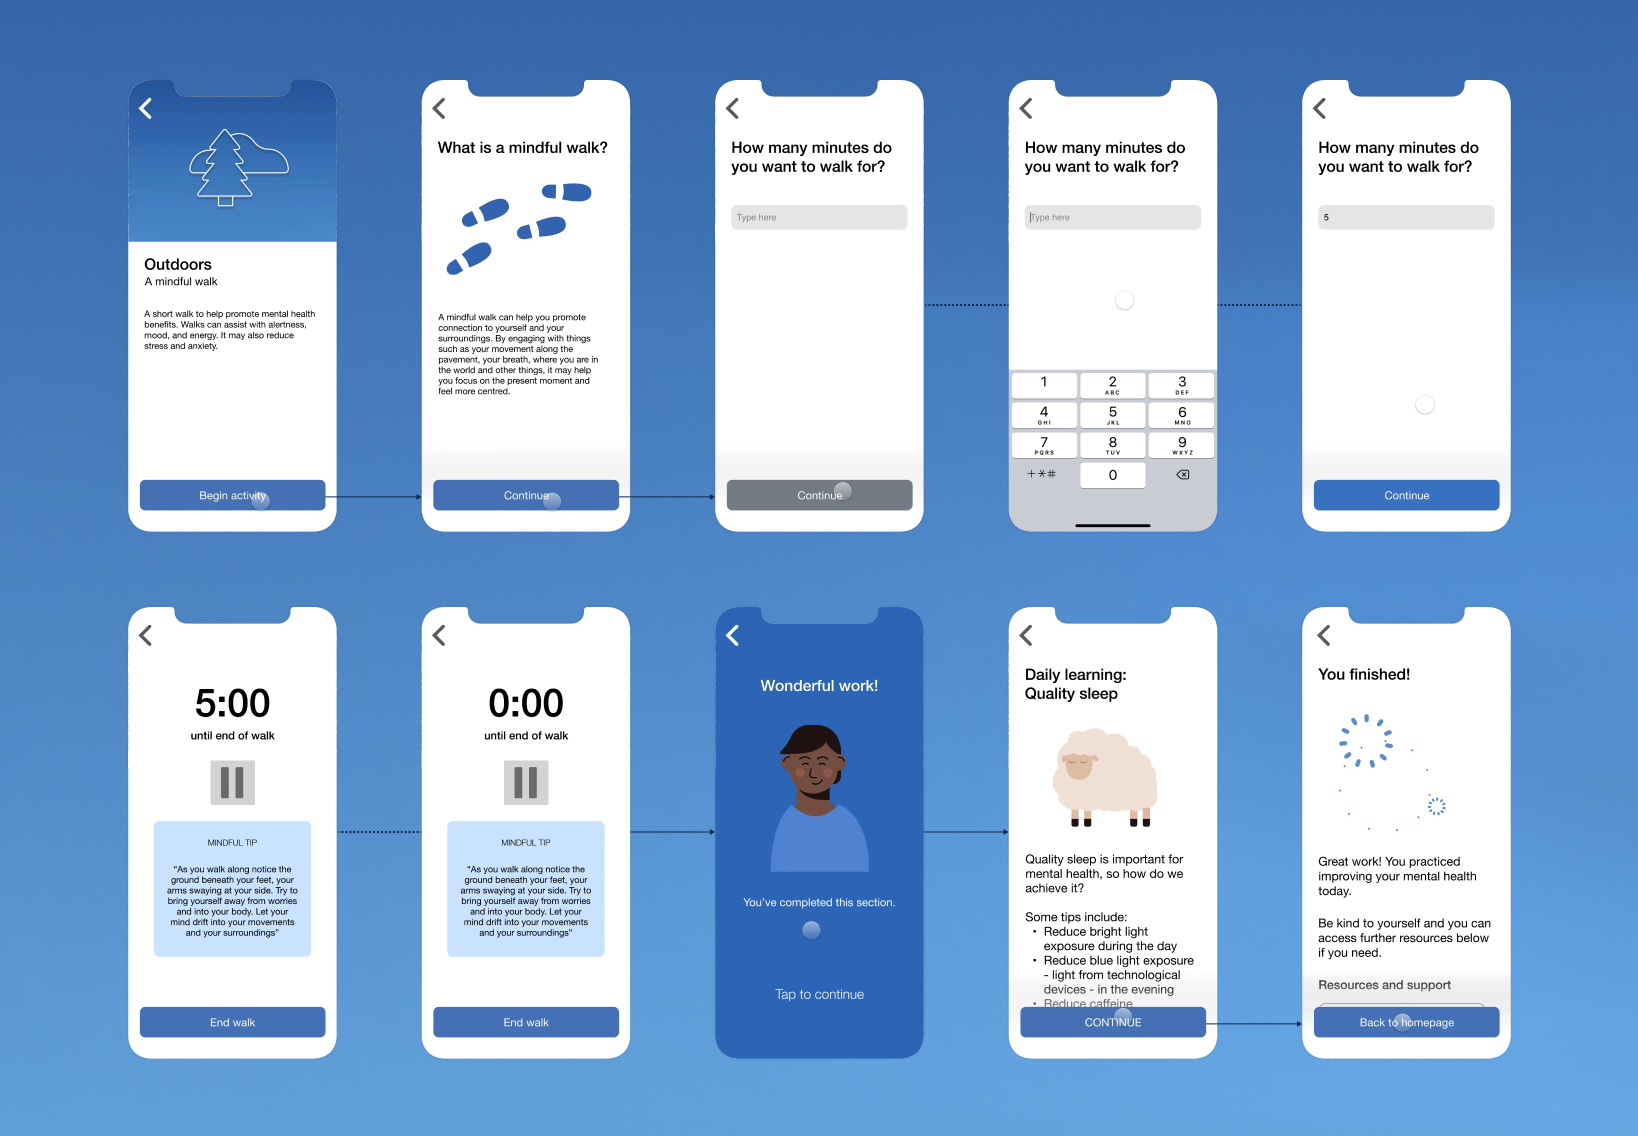 Outdoors
A mindful walk
A short walk to help promote mental health
benefits. Walks can assist with alertness,
mood, and energy. It may also reduce
stress and anxiety.
Begin activity
What is a mindful walk?
A mindful walk can help you promote
connection to yourself and your
surroundings. By engaging with things
such as your movement along the
pavement, your breath, where you are in
the world and other things, it may help
you focus on the present moment and
feel more centred.
Continue
How many minutes do
you want to walk for?
Type here
Continue
How many minutes do
you want to walk for?
Type here
1
2
ABC
3
DEF
4
GHI
5
JKL
6
MNO
7
PQRS
8
TUV
9
WXYZ
+*#
0
How many minutes do
you want to walk for?
5
Continue
5:00
until end of walk
MINDFUL TIP
“As you walk along notice the
ground beneath your feet, your
arms swaying at your side. Try to
bring yourself away from worries
and into your body. Let your
mind drift into your movements
and your surroundings”
End walk
0:00
until end of walk
MINDFUL TIP
“As you walk along notice the
ground beneath your feet, your
arms swaying at your side. Try to
bring yourself away from worries
and into your body. Let your
mind drift into your movements
and your surroundings”
End walk
Wonderful work!
You’ve completed this section.
Tap to continue
Daily learning:
Quality sleep
Quality sleep is important for
mental health, so how do we
achieve it?
Some tips include:
• Reduce bright light
exposure during the day
• Reduce blue light exposure
- light from technological
devices - in the evening
• Reduce caffeine
CONTINUE
You finished!
Great work! You practiced
improving your mental health
today.
Be kind to yourself and you can
access further resources below
if you need.
Resources and support
Back to homepage